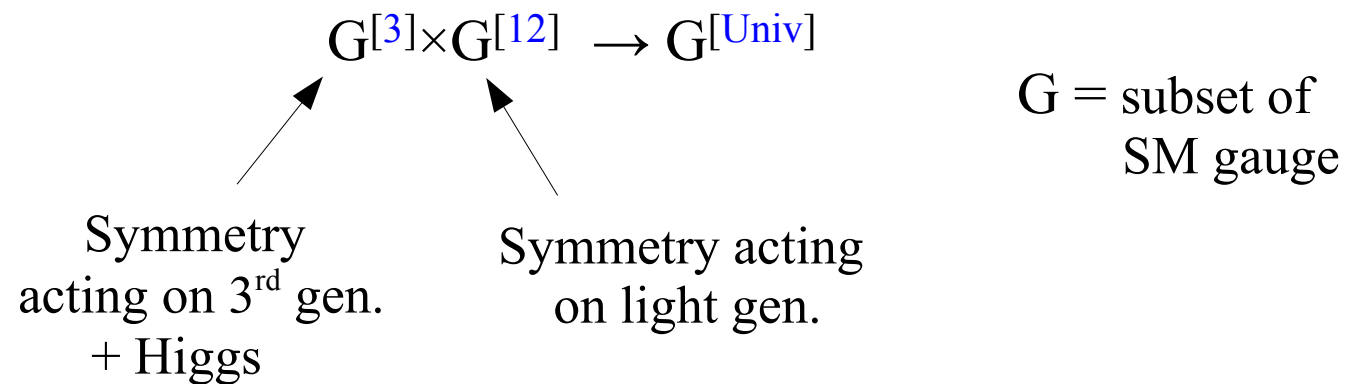 G[3]×G[12] → G[Univ]
G = subset of
SM gauge
Symmetry
acting on 3rd gen.
+ Higgs
Symmetry acting
on light gen.